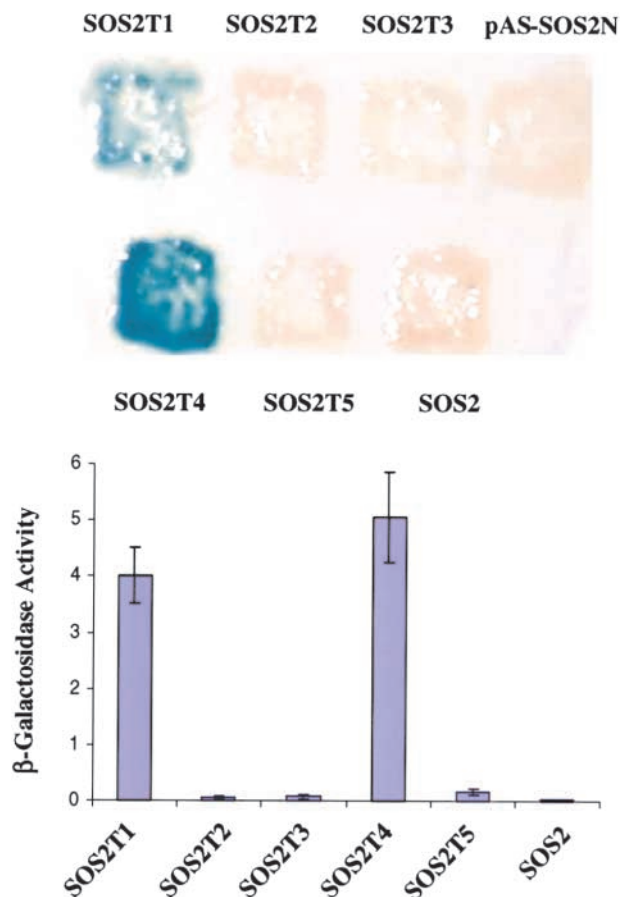 SOS2T1 SOS2T2 SOS2T3 pAS-SOS2N
SOS2T4 SOS2T5 SOS2
β-Galactosidase Activity
6
5
4
3
2
1
0
SOS2T1 SOS2T2 SOS2T3 SOS2T4 SOS2T5 SOS2